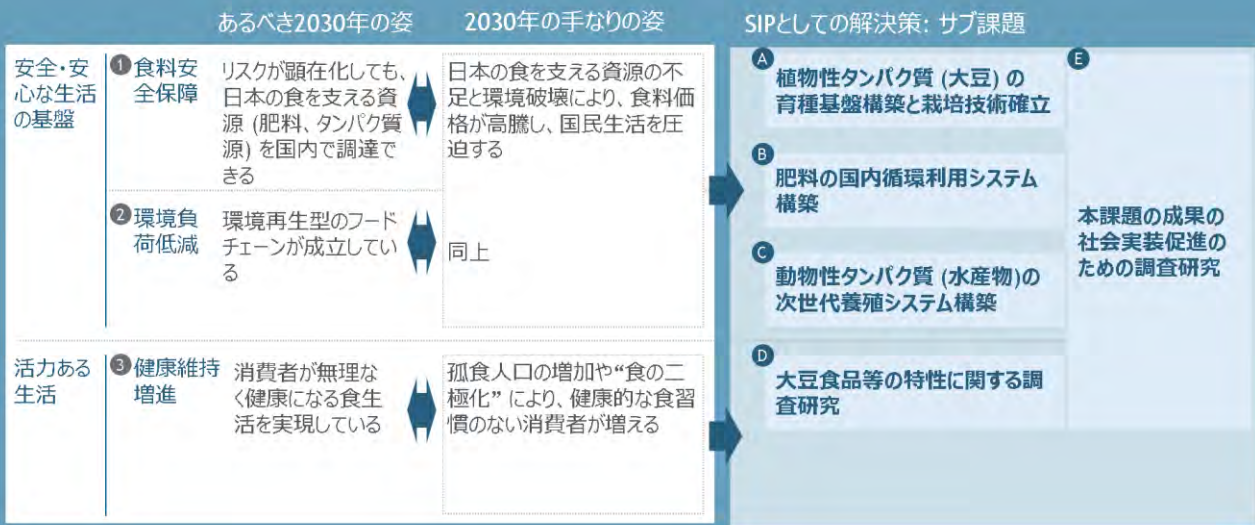 あるべき2030年の姿
2030年の手なりの姿
SIPとしての解決策: サブ課題
安全・安
心な生活
の基盤
1 食料安
全保障
リスクが顕在化しても、
日本の食を支える資
源 (肥料、タンパク質
源) を国内で調達で
きる
日本の食を支える資源の不
足と環境破壊により、食料価
格が高騰し、国民生活を圧
迫する
2 環境負
荷低減
環境再生型のフード
チェーンが成立してい
る
同上
活力ある
生活
3 健康維持
増進
消費者が無理な
く健康になる食生
活を実現している
孤食人口の増加や“食の二
極化” により、健康的な食習
慣のない消費者が増える
A
植物性タンパク質 (大豆) の
育種基盤構築と栽培技術確立
B
肥料の国内循環利用システム
構築
C
動物性タンパク質 (水産物)の
次世代養殖システム構築
D
大豆食品等の特性に関する調
査研究
E
本課題の成果の
社会実装促進の
ための調査研究